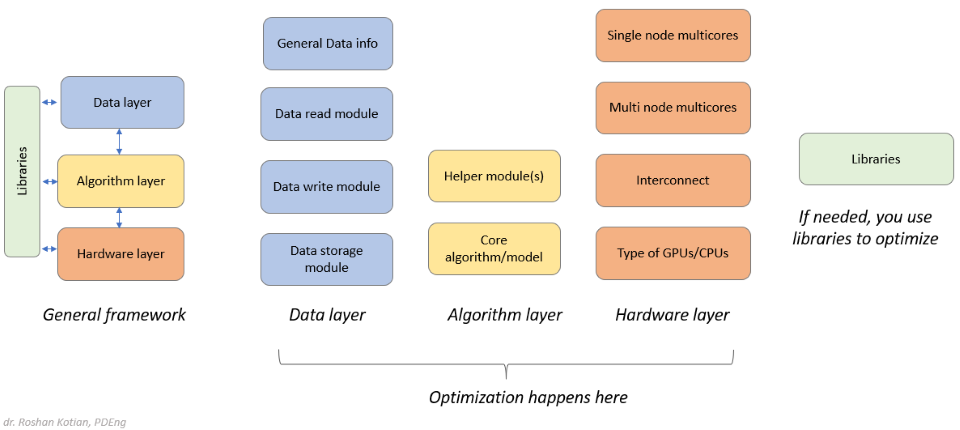 Libraries
Data layer
Algorithm layer
Hardware layer
General framework
General Data info
Data read module
Data write module
Data storage
module
Data layer
Helper module(s)
Core
algorithm/model
Algorithm layer
Single node multicores
Multi node multicores
Interconnect
Type of GPUs/CPUs
Hardware layer
Libraries
If needed, you use
libraries to optimize
Optimization happens here
dr. Roshan Kotian, PDEng